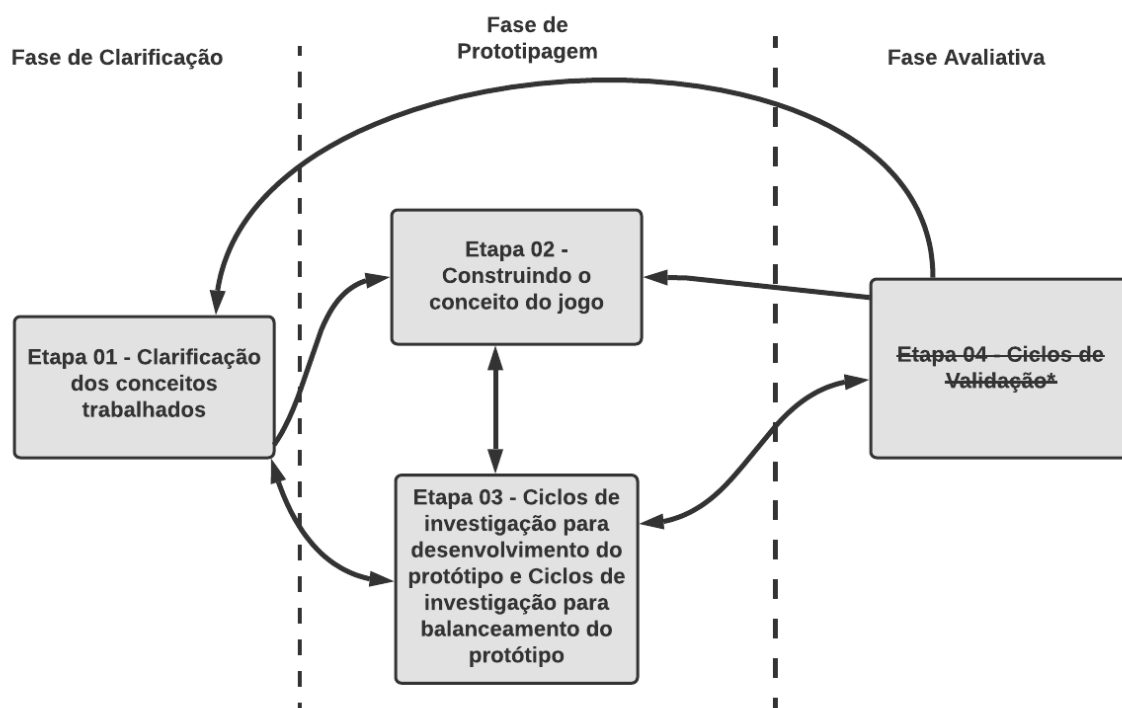 Fase de Clarificação
Fase de
Prototipagem
Fase Avaliativa
Etapa 02 -
Construindo o
conceito do jogo
Etapa 01 - Clarificação
dos conceitos
trabalhados
Etapa 04 - Ciclos de
Validação*
Etapa 03 - Ciclos de
investigação para
desenvolvimento do
protótipo e Ciclos de
investigação para
balanceamento do
protótipo